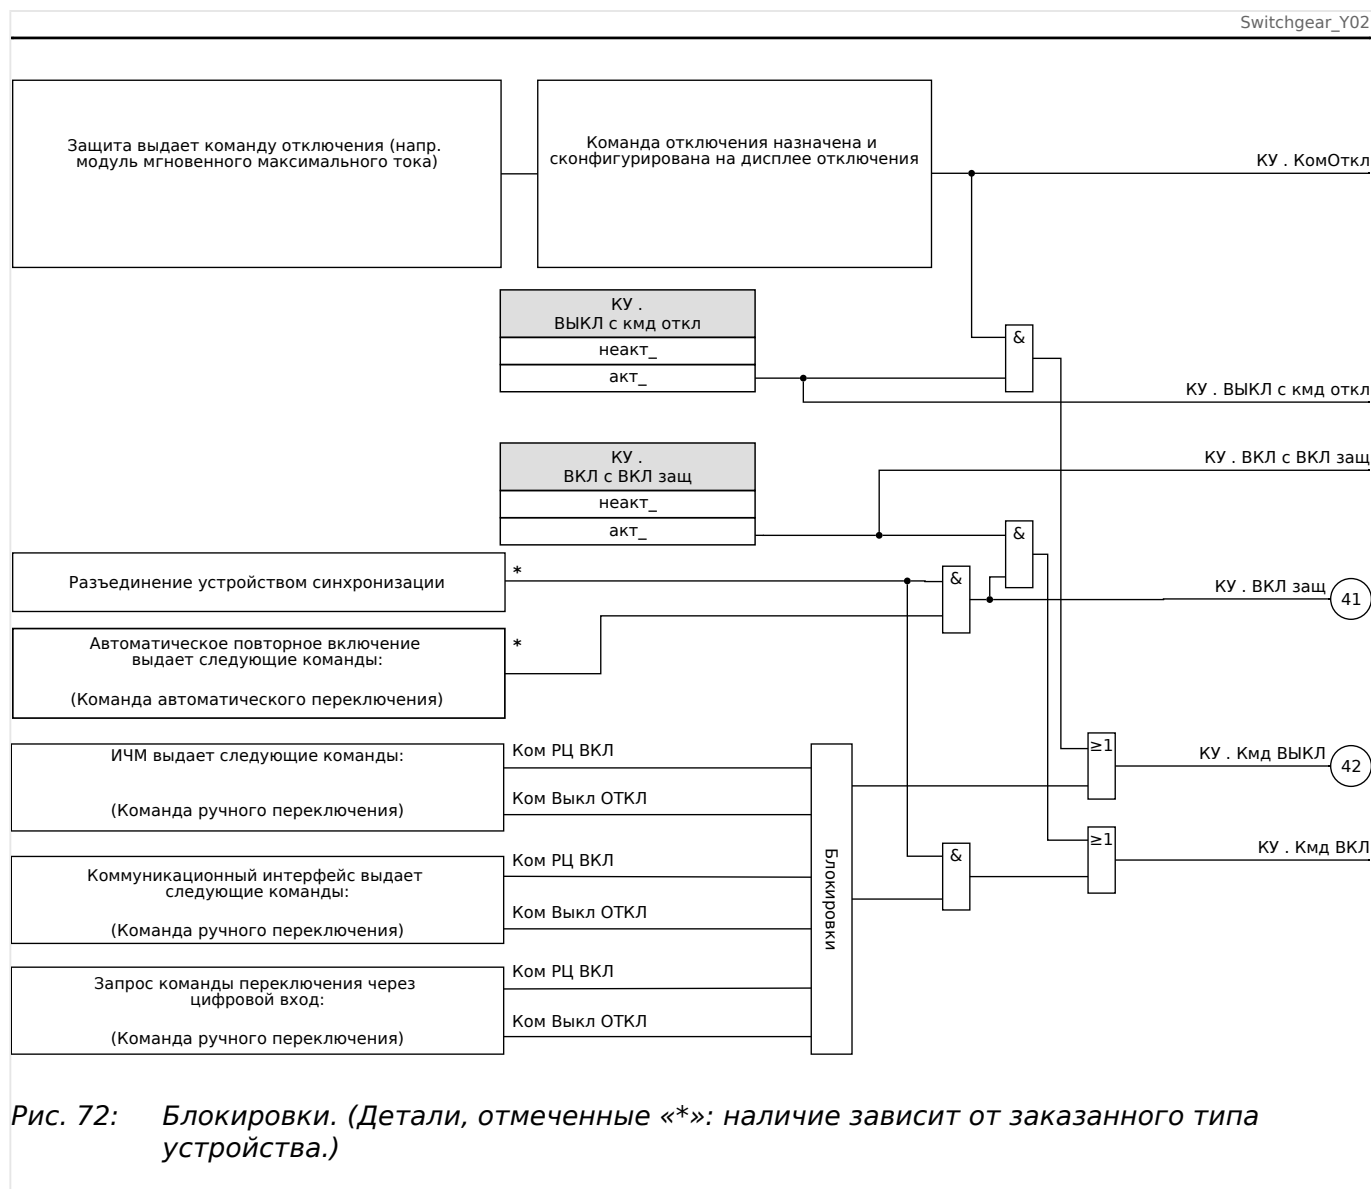 Switchgear_Y02
Защита выдает команду отключения (напр.
модуль мгновенного максимального тока)
Команда отключения назначена и
сконфигурирована на дисплее отключения
КУ . КомОткл
КУ .
ВЫКЛ с кмд откл
неакт_
акт_
&
КУ . ВЫКЛ с кмд откл
КУ .
ВКЛ с ВКЛ защ
неакт_
акт_
КУ . ВКЛ с ВКЛ защ
&
Разъединение устройством синхронизации
*
&
КУ . ВКЛ защ
41
Автоматическое повторное включение
выдает следующие команды:
(Команда автоматического переключения)
*
ИЧМ выдает следующие команды:
(Команда ручного переключения)
Ком РЦ ВКЛ
Ком Выкл ОТКЛ
≥1
КУ . Кмд ВЫКЛ
42
Коммуникационный интерфейс выдает
следующие команды:
(Команда ручного переключения)
Ком РЦ ВКЛ
Ком Выкл ОТКЛ
Блокировки
&
≥1
КУ . Кмд ВКЛ
Запрос команды переключения через
цифровой вход:
(Команда ручного переключения)
Ком РЦ ВКЛ
Ком Выкл ОТКЛ
Рис. 72: Блокировки. (Детали, отмеченные «*»: наличие зависит от заказанного типа
устройства.)